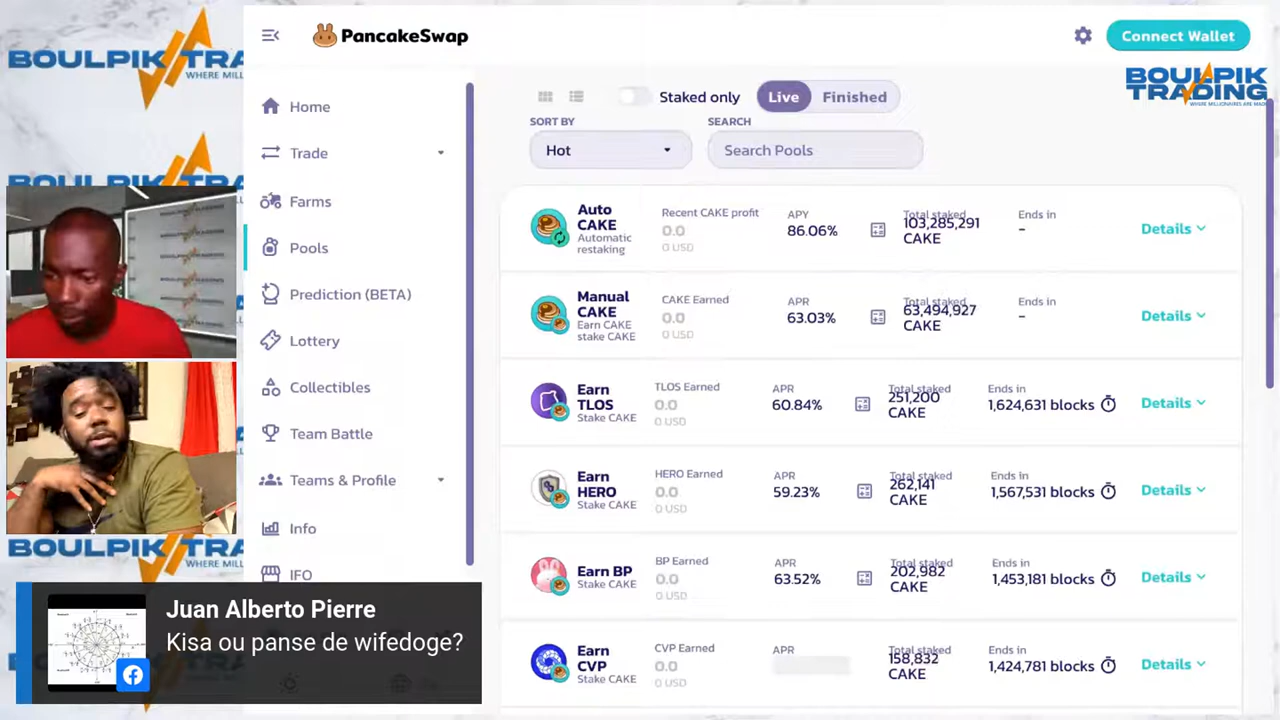 BOULPIK TRA
WHERE MILL
PancakeSwap
Connect Wallet
BOULPIK
TRADING
WHERE MILLIONAIRES ARE MADE
Home
Trade
Farms
Pools
Prediction (BETA)
Lottery
Collectibles
Team Battle
Teams & Profile
Info
IFO
Staked only
Live
Finished
SORT BY
Hot
SEARCH
Search Pools
Auto
CAKE
Automatic
restaking
Recent CAKE profit
0.0
0 USD
APY
86.06%
Total staked
103,285,291
CAKE
Ends in
-
Details
Manual
CAKE
Earn CAKE
stake CAKE
CAKE Earned
0.0
0 USD
APR
63.03%
Total staked
63,494,927
CAKE
Ends in
-
Details
Earn
TLOS
Stake CAKE
TLOS Earned
0.0
0 USD
APR
60.84%
Total staked
251,200
CAKE
Ends in
1,624,631 blocks
Details
Earn
HERO
Stake CAKE
HERO Earned
0.0
0 USD
APR
59.23%
Total staked
262,141
CAKE
Ends in
1,567,531 blocks
Details
Earn BP
Stake CAKE
BP Earned
0.0
0 USD
APR
63.52%
Total staked
202,982
CAKE
Ends in
1,453,181 blocks
Details
Earn
CVP
Stake CAKE
CVP Earned
0.0
0 USD
APR
Total staked
158,832
CAKE
Ends in
1,424,781 blocks
Details
BOULPIK TRA
Juan Alberto Pierre
Kisa ou panse de wifedoge?